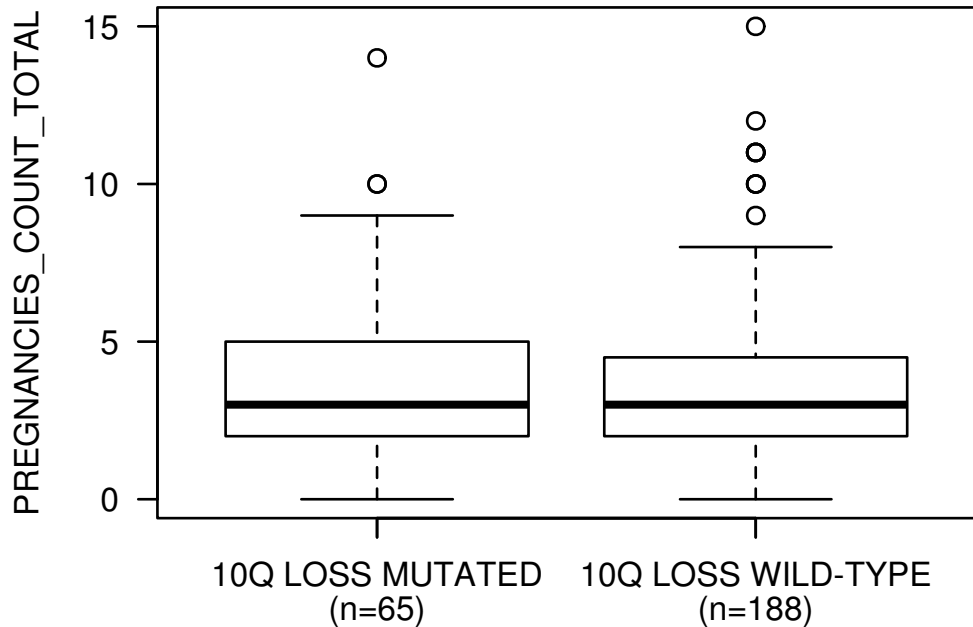 PREGNANCIES_COUNT_TOTAL
15
10
5
0
10Q LOSS MUTATED
(n=65)
10Q LOSS WILD-TYPE
(n=188)